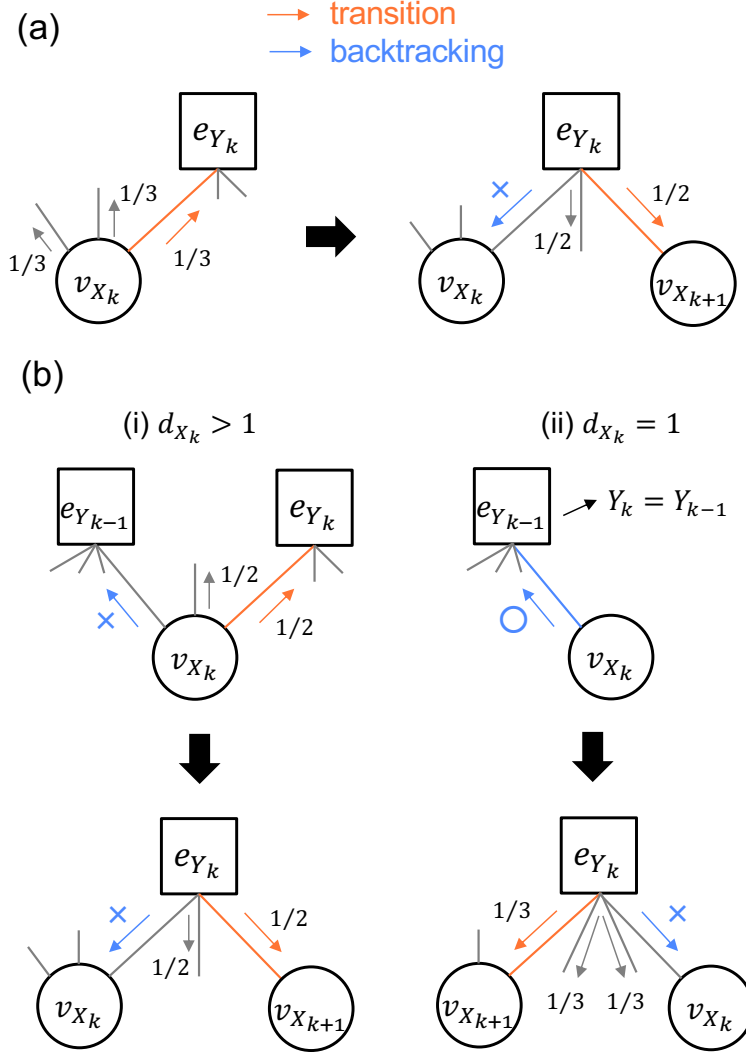 (a)
transition
backtracking
e_{Y_k}
1/3
1/3
1/3
v_{X_k}
e_{Y_k}
×
1/2
1/2
v_{X_k}
v_{X_{k+1}}
(b)
(i) d_{X_k} > 1
(ii) d_{X_k} = 1
e_{Y_{k-1}}
e_{Y_k}
×
1/2
1/2
v_{X_k}
e_{Y_{k-1}}
Y_k = Y_{k-1}
v_{X_k}
e_{Y_k}
×
1/2
1/2
v_{X_k}
v_{X_{k+1}}
e_{Y_k}
1/3
×
1/3
1/3
v_{X_{k+1}}
v_{X_k}